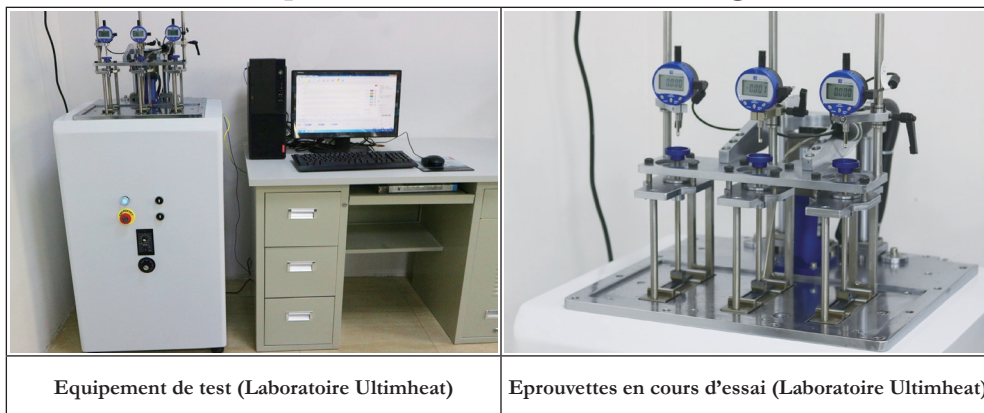 Equipement de test (Laboratoire Ultimheat)
Eprouvettes en cours d'essai (Laboratoire Ultimheat)